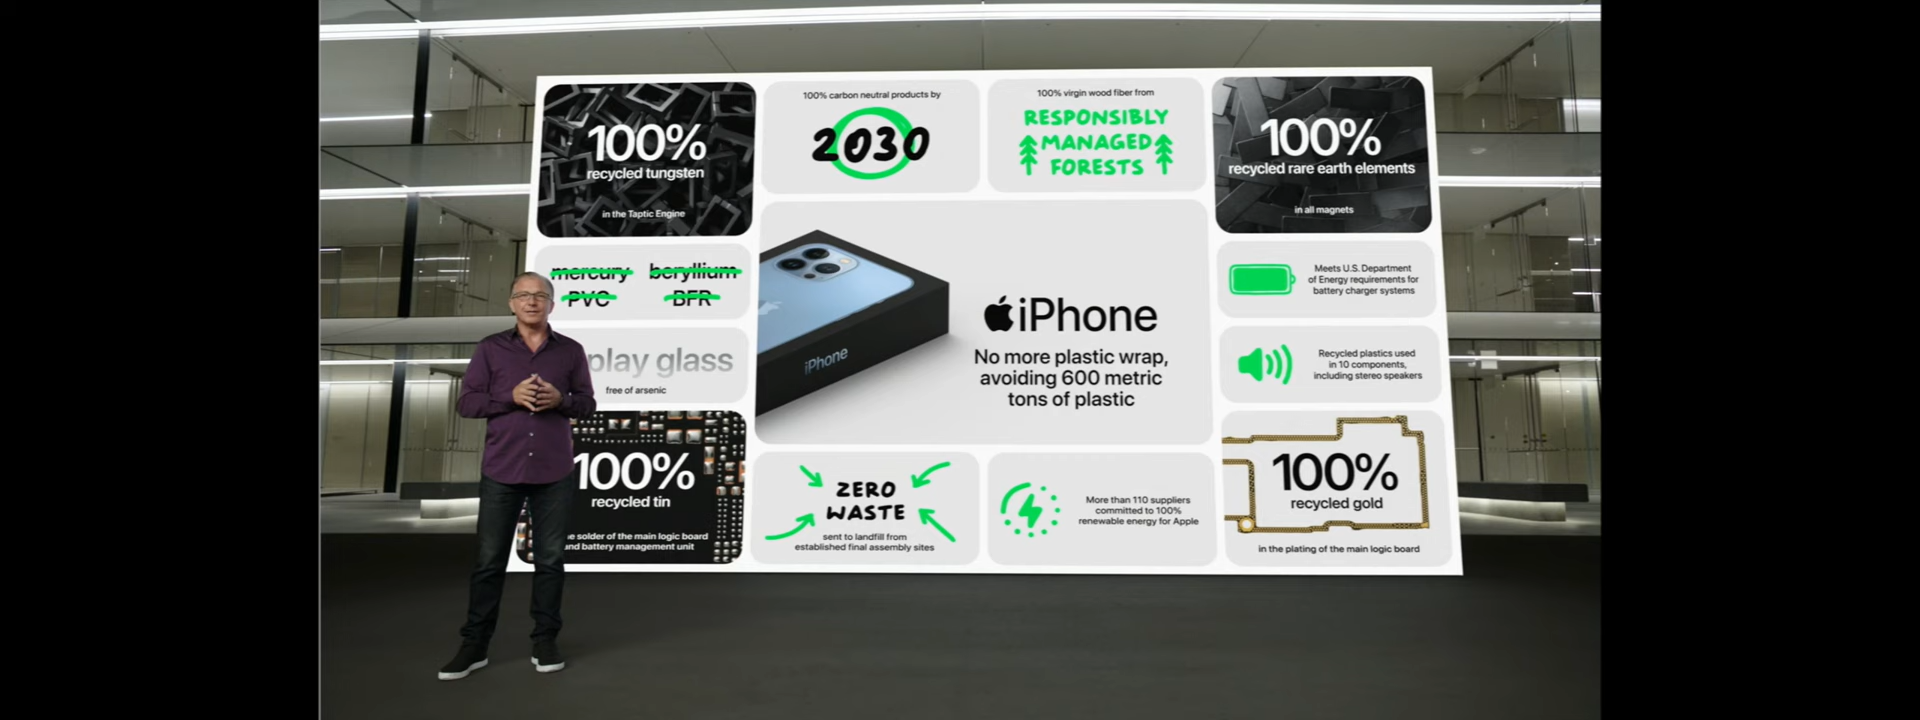 100%
recycled tungsten
in the Taptic Engine
100% carbon neutral products by
2030
100% virgin wood fiber from
RESPONSIBLY
MANAGED
FORESTS
100%
recycled rare earth elements
in all magnets
mercury beryllium
PVC BFR
play glass
free of arsenic
iPhone
iPhone
No more plastic wrap,
avoiding 600 metric
tons of plastic
Meets U.S. Department
of Energy requirements for
battery charger systems
Recycled plastics used
in 10 components,
including stereo speakers
100%
recycled tin
e solder of the main logic board
and battery management unit
ZERO
WASTE
sent to landfill from
established final assembly sites
More than 110 suppliers
committed to 100%
renewable energy for Apple
100%
recycled gold
in the plating of the main logic board